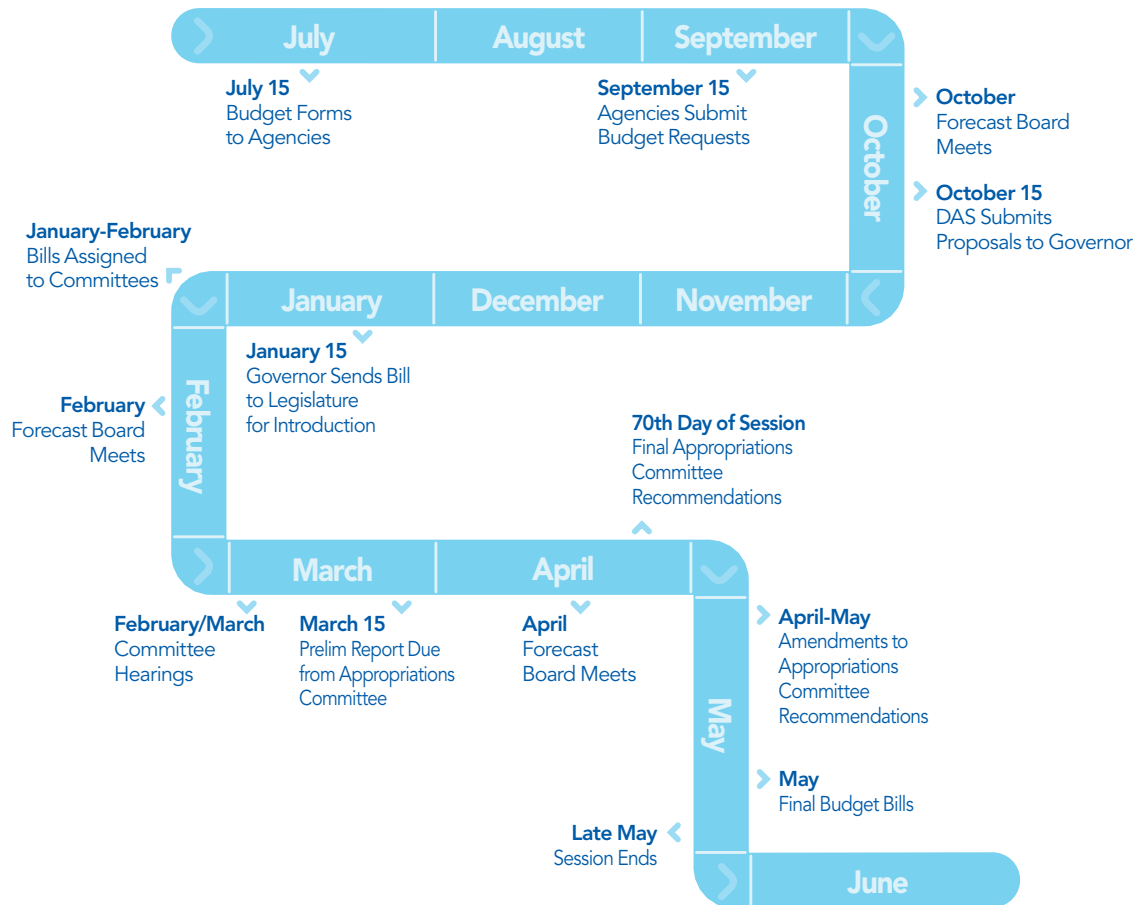 July
August
September
July 15
Budget Forms
to Agencies
September 15
Agencies Submit
Budget Requests
October
October
Forecast Board
Meets
October 15
DAS Submits
Proposals to Governor
November
December
January
January 15
Governor Sends Bill
to Legislature
for Introduction
January-February
Bills Assigned
to Committees
February
February
Forecast Board
Meets
March
April
February/March
Committee
Hearings
March 15
Prelim Report Due
from Appropriations
Committee
April
Forecast
Board Meets
70th Day of Session
Final Appropriations
Committee
Recommendations
May
April-May
Amendments to
Appropriations
Committee
Recommendations
May
Final Budget Bills
Late May
Session Ends
June